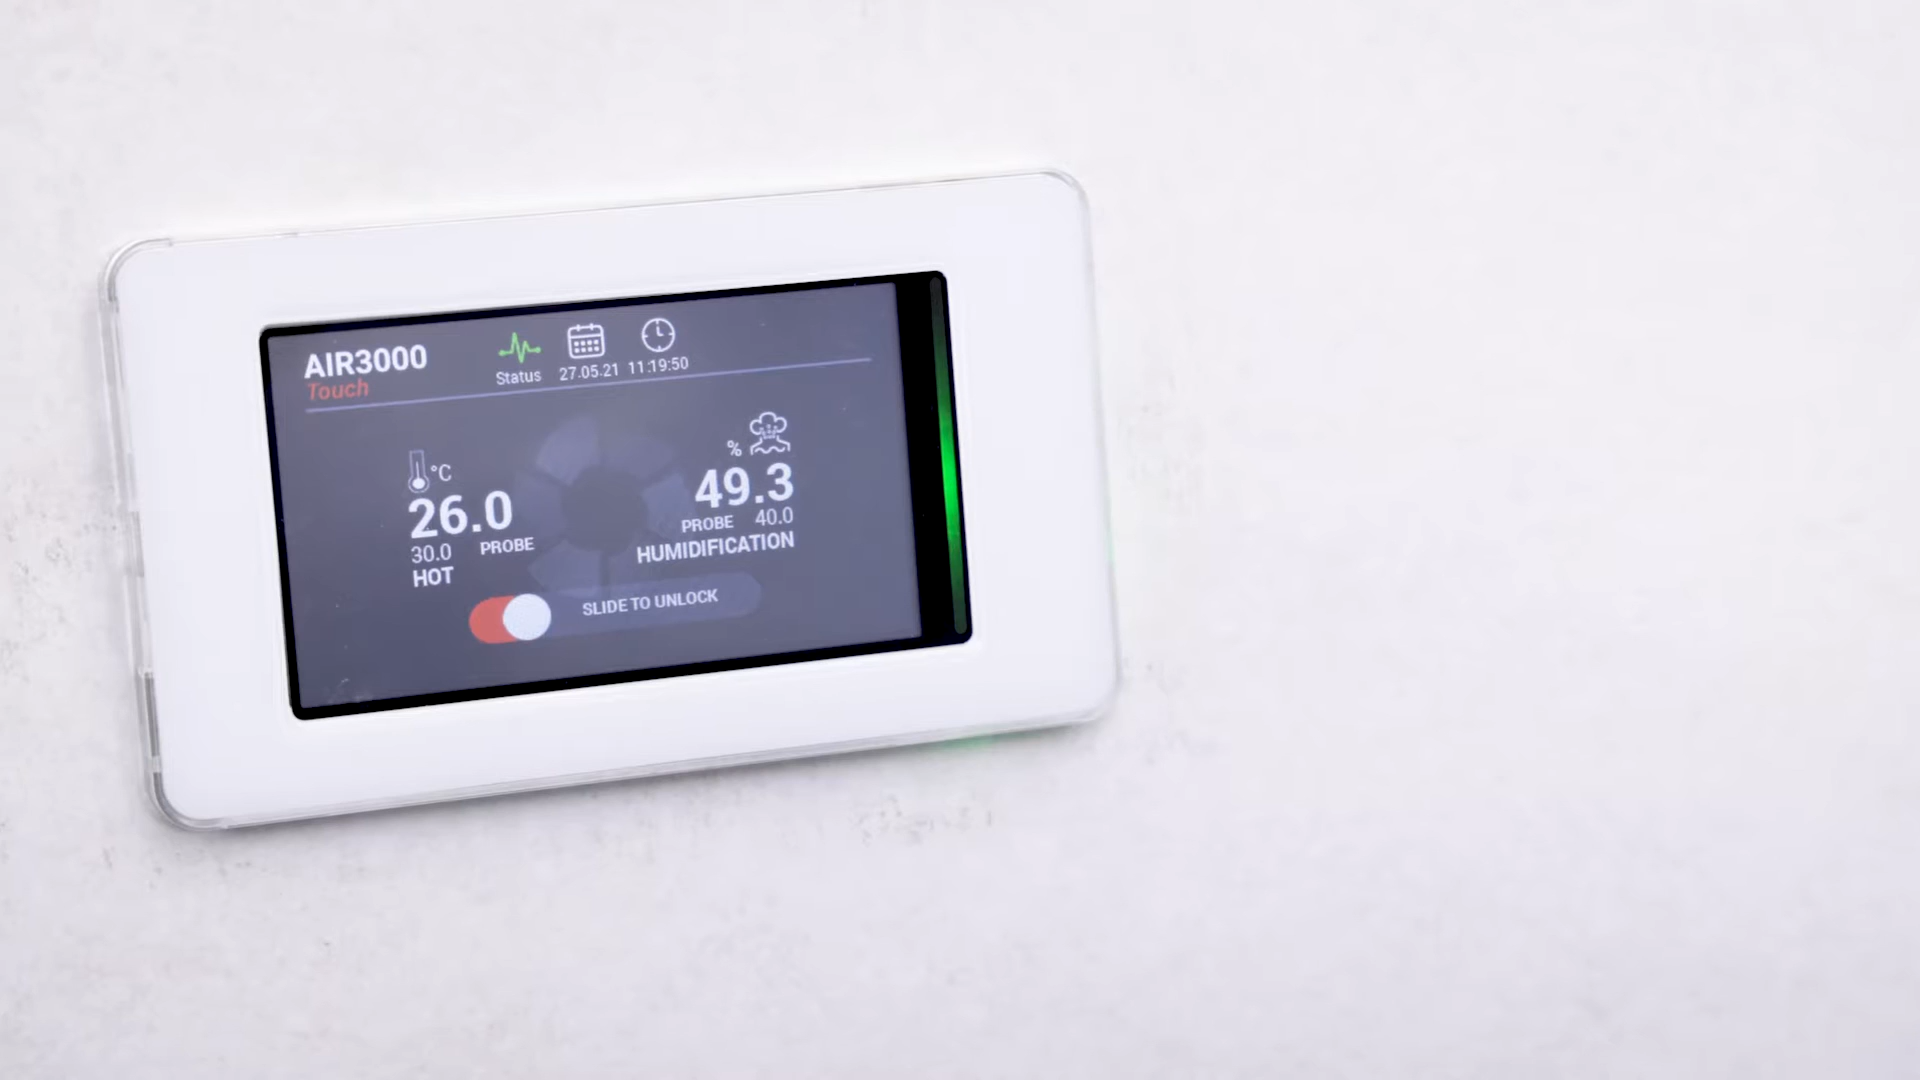 AIR3000
Touch
Status 27.05.21 11:19:50
°C
26.0
30.0 PROBE
HOT
%
49.3
PROBE 40.0
HUMIDIFICATION
SLIDE TO UNLOCK